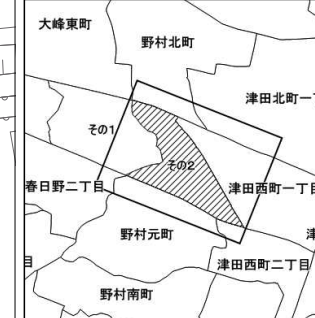 大峰東町
野村北町
津田北町一
その1
その2
春日野二丁目
津田西町一丁目
野村元町
津
目
津田西町二丁目
野村南町